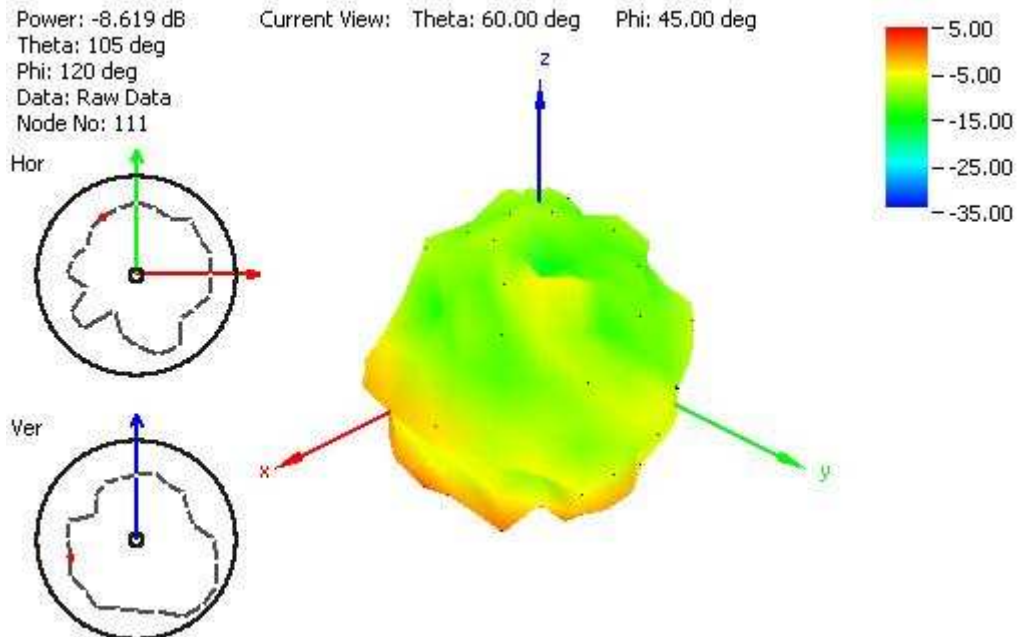 Power: -8.619 dB
Theta: 105 deg
Phi: 120 deg
Data: Raw Data
Node No: 111
Current View: Theta: 60.00 deg Phi: 45.00 deg
5.00
-5.00
-15.00
-25.00
-35.00
Hor
Ver
z
x
y